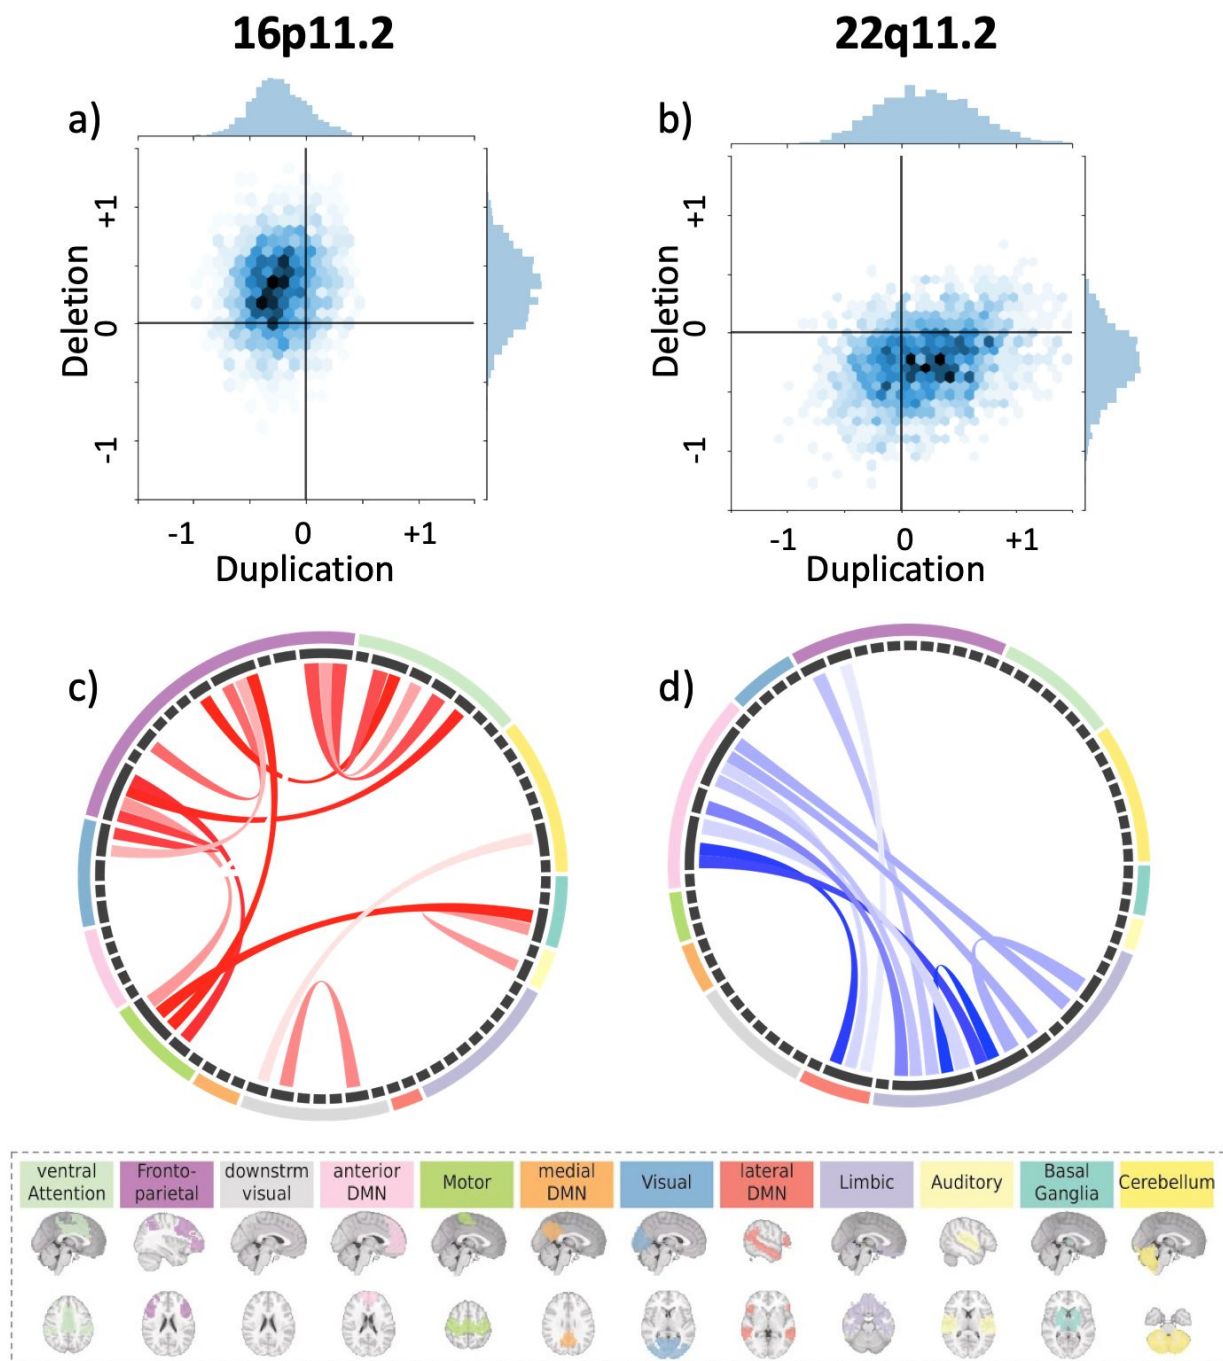 16p11.2
22q11.2
a)
b)
+1
0
-1
Deletion
-1
0
+1
Duplication
+1
0
-1
Deletion
-1
0
+1
Duplication
c)
d)
ventral
Attention
Fronto-
parietal
downstrm
visual
anterior
DMN
Motor
medial
DMN
Visual
lateral
DMN
Limbic
Auditory
Basal
Ganglia
Cerebellum